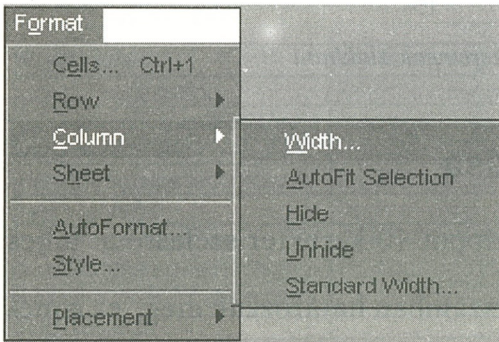 Format
Cells... Ctrl+1
Row
Column
Sheet
AutoFormat...
Style...
Placement
Width...
AutoFit Selection
Hide
Unhide
Standard Width...